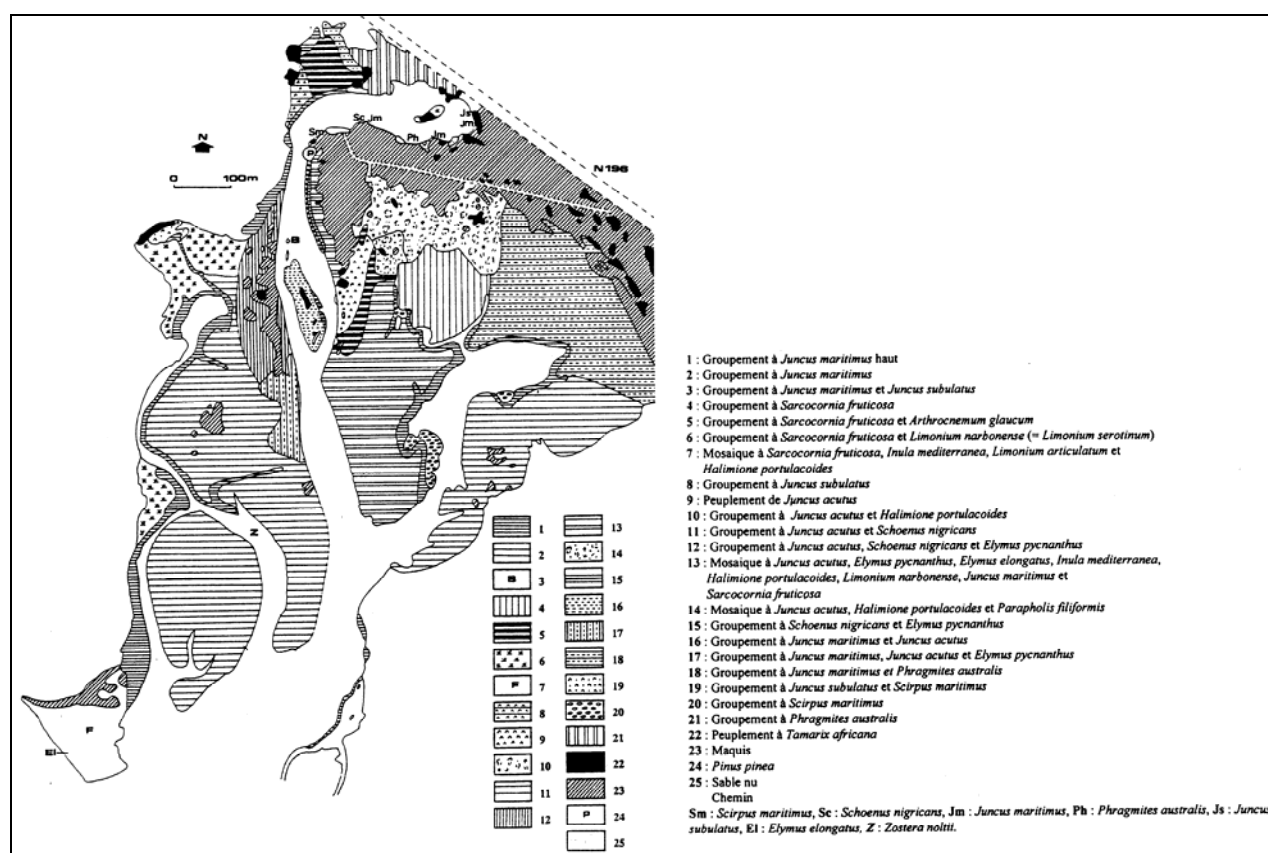 Sc Jm
Js
Jm
Sm
Ph
Jm
P
N
N196
0 100m
B
Z
F
El
1 13
2 14
B 3 15
4 16
5 17
6 18
F 7 19
8 20
9 21
10 22
11 23
12 P 24
25
1 : Groupement à Juncus maritimus haut
2 : Groupement à Juncus maritimus
3 : Groupement à Juncus maritimus et Juncus subulatus
4 : Groupement à Sarcocornia fruticosa
5 : Groupement à Sarcocornia fruticosa et Arthrocnemum glaucum
6 : Groupement à Sarcocornia fruticosa et Limonium narbonense (= Limonium serotinum)
7 : Mosaique à Sarcocornia fruticosa, Inula mediterranea, Limonium articulatum et
Halimione portulacoides
8 : Groupement à Juncus subulatus
9 : Peuplement de Juncus acutus
10 : Groupement à Juncus acutus et Halimione portulacoides
11 : Groupement à Juncus acutus et Schoenus nigricans
12 : Groupement à Juncus acutus, Schoenus nigricans et Elymus pycnanthus
13 : Mosaique à Juncus acutus, Elymus pycnanthus, Elymus elongatus, Inula mediterranea,
Halimione portulacoides, Limonium narbonense, Juncus maritimus et
Sarcocornia fruticosa
14 : Mosaique à Juncus acutus, Halimione portulacoides et Parapholis filiformis
15 : Groupement à Schoenus nigricans et Elymus pycnanthus
16 : Groupement à Juncus maritimus et Juncus acutus
17 : Groupement à Juncus maritimus, Juncus acutus et Elymus pycnanthus
18 : Groupement à Juncus maritimus et Phragmites australis
19 : Groupement à Juncus subulatus et Scirpus maritimus
20 : Groupement à Scirpus maritimus
21 : Groupement à Phragmites australis
22 : Peuplement à Tamarix africana
23 : Maquis
24 : Pinus pinea
25 : Sable nu
Chemin
Sm : Scirpus maritimus, Sc : Schoenus nigricans, Jm : Juncus maritimus, Ph : Phragmites australis, Js : Juncus
subulatus, El : Elymus elongatus, Z : Zostera noltii.